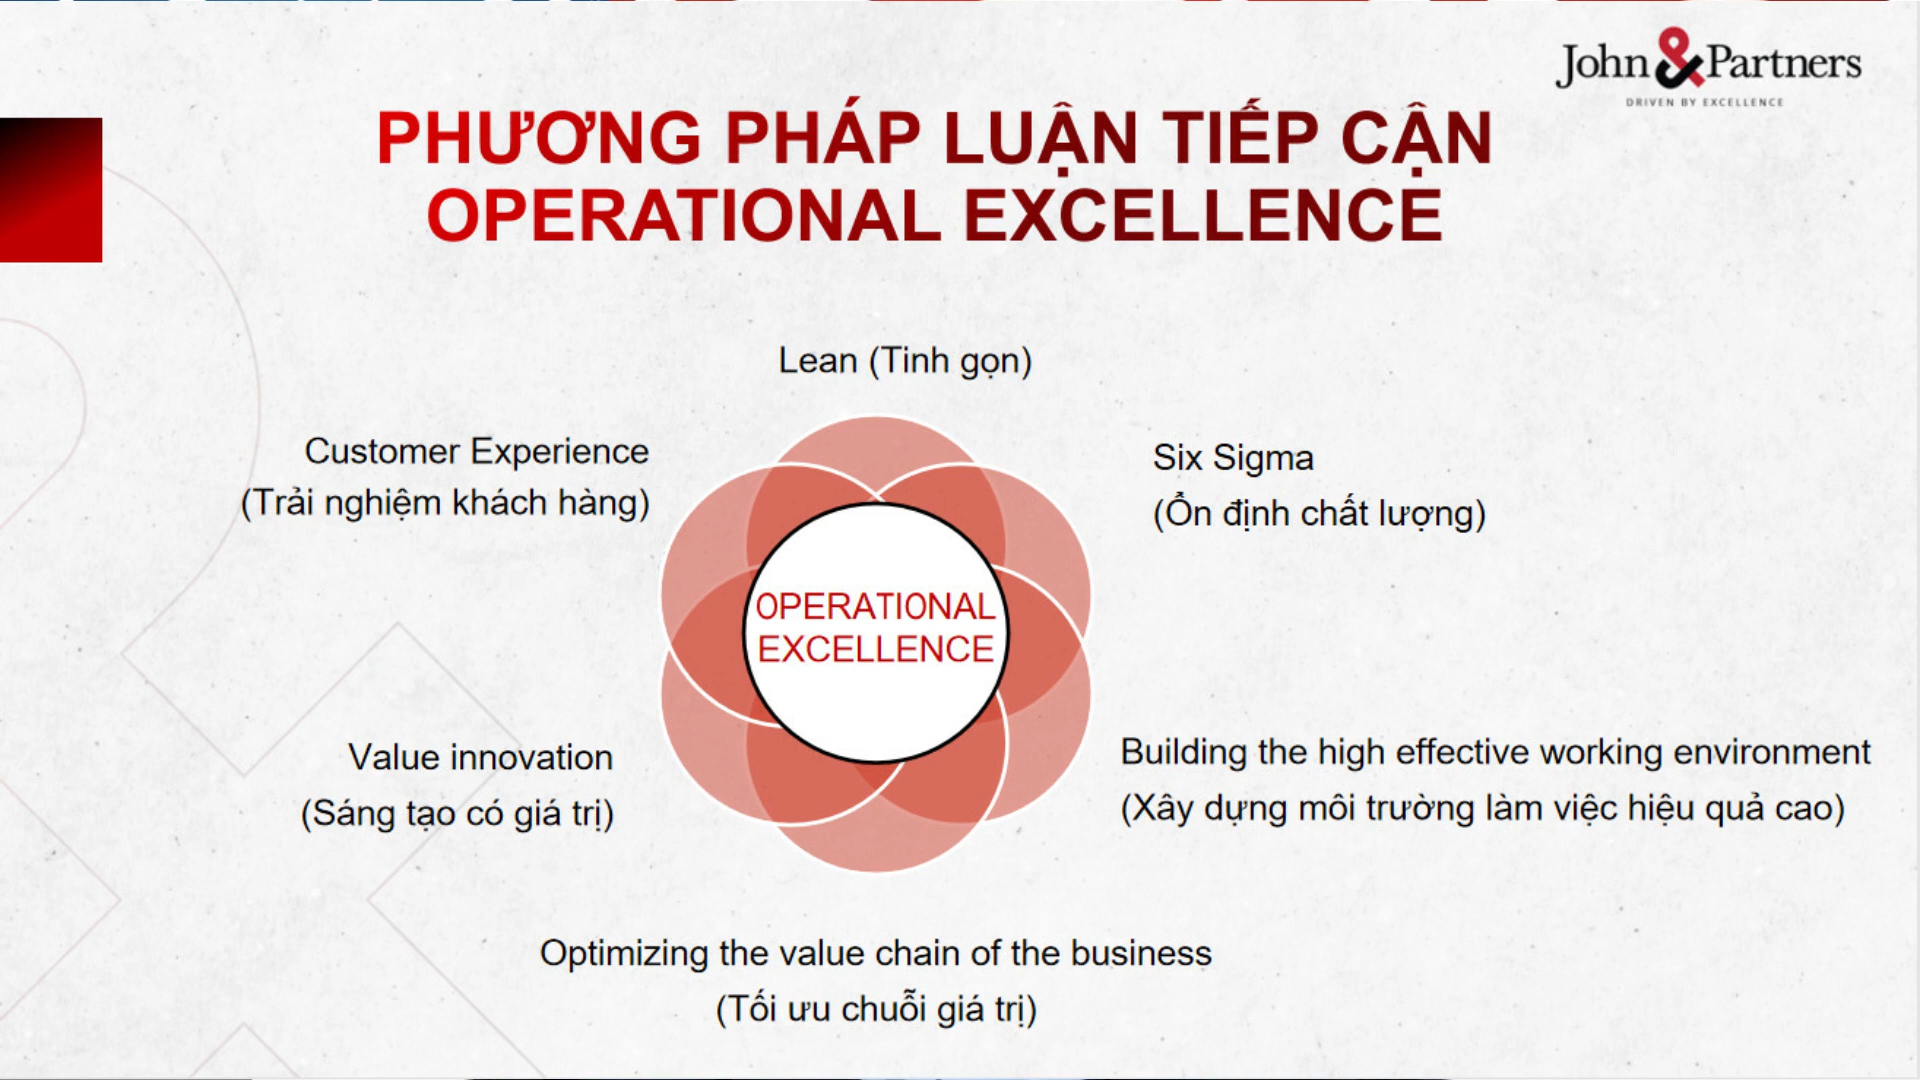 John & Partners
DRIVEN BY EXCELLENCE
PHƯƠNG PHÁP LUẬN TIẾP CẬN
OPERATIONAL EXCELLENCE
Lean (Tinh gọn)
Customer Experience
(Trải nghiệm khách hàng)
Six Sigma
(Ổn định chất lượng)
OPERATIONAL
EXCELLENCE
Value innovation
(Sáng tạo có giá trị)
Building the high effective working environment
(Xây dựng môi trường làm việc hiệu quả cao)
Optimizing the value chain of the business
(Tối ưu chuỗi giá trị)